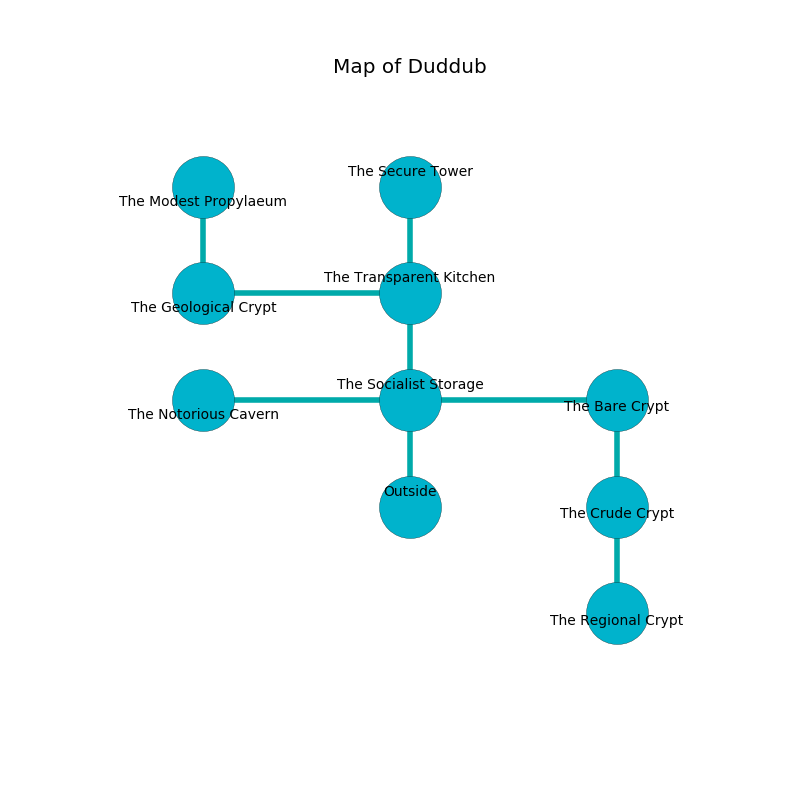 Map of Duddub
The Secure Tower
The Modest Propylaeum
The Transparent Kitchen
The Geological Crypt
The Socialist Storage
The Bare Crypt
The Notorious Cavern
Outside
The Crude Crypt
The Regional Crypt